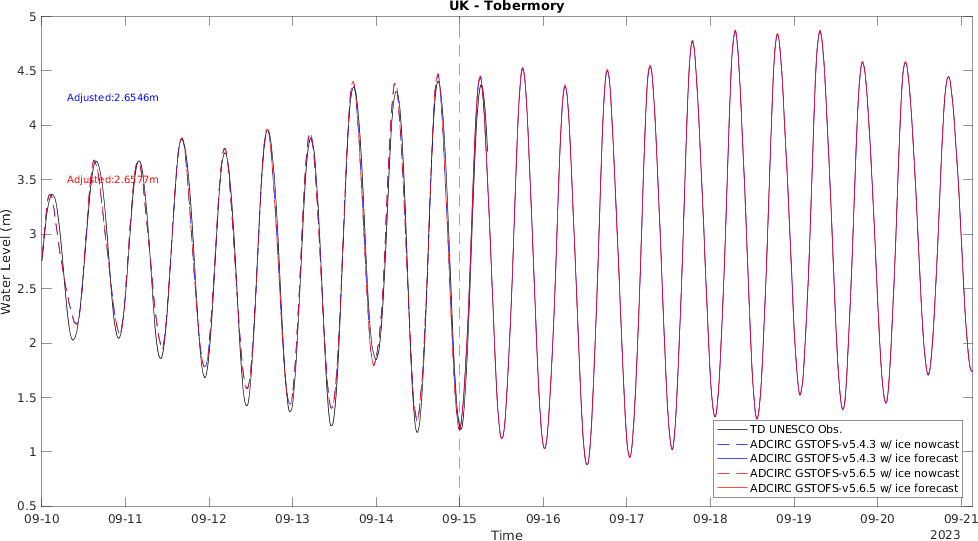 UK - Tobermory
5
4.5
4
3.5
3
2.5
2
1.5
1
0.5
Water Level (m)
Adjusted:2.6546m
Adjusted:2.6577m
TD UNESCO Obs.
ADCIRC GSTOFS-v5.4.3 w/ ice nowcast
ADCIRC GSTOFS-v5.4.3 w/ ice forecast
ADCIRC GSTOFS-v5.6.5 w/ ice nowcast
ADCIRC GSTOFS-v5.6.5 w/ ice forecast
09-10 09-11 09-12 09-13 09-14 09-15 09-16 09-17 09-18 09-19 09-20 09-21
Time
2023